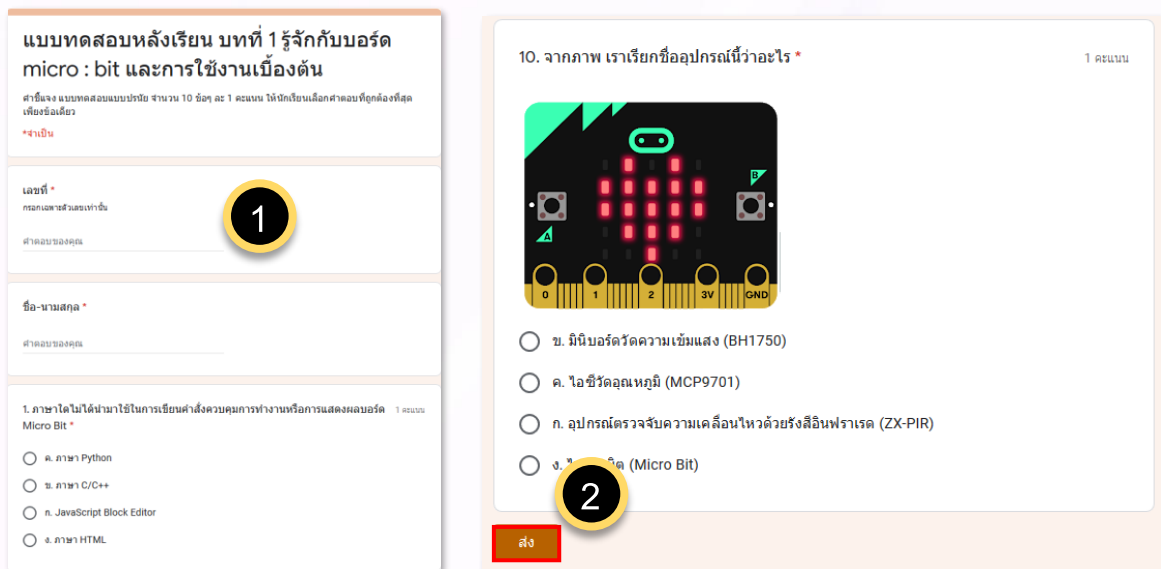 แบบทดสอบหลังเรียน บทที่ 1 รู้จักกับบอร์ด
micro : bit และการใช้งานเบื้องต้น
คำชี้แจง แบบทดสอบแบบปรนัย จำนวน 10 ข้อๆ ละ 1 คะแนน ให้นักเรียนเลือกคำตอบที่ถูกต้องที่สุด
เพียงข้อเดียว
*จำเป็น
เลขที่ *
กรอกเฉพาะตัวเลขเท่านั้น
คำตอบของคุณ
1
ชื่อ-นามสกุล *
คำตอบของคุณ
1. ภาษาใดไม่ได้นำมาใช้ในการเขียนคำสั่งควบคุมการทำงานหรือการแสดงผลบอร์ด 1 คะแนน
Micro Bit *
ค. ภาษา Python
ข. ภาษา C/C++
ก. JavaScript Block Editor
ง. ภาษา HTML
10. จากภาพ เราเรียกชื่ออุปกรณ์นี้ว่าอะไร * 1 คะแนน
B
A
0 1 2 3V GND
ข. มินิบอร์ดวัดความเข้มแสง (BH1750)
ค. ไอซีวัดอุณหภูมิ (MCP9701)
ก. อุปกรณ์ตรวจจับความเคลื่อนไหวด้วยรังสีอินฟราเรด (ZX-PIR)
ง. (Micro Bit)
2
ส่ง